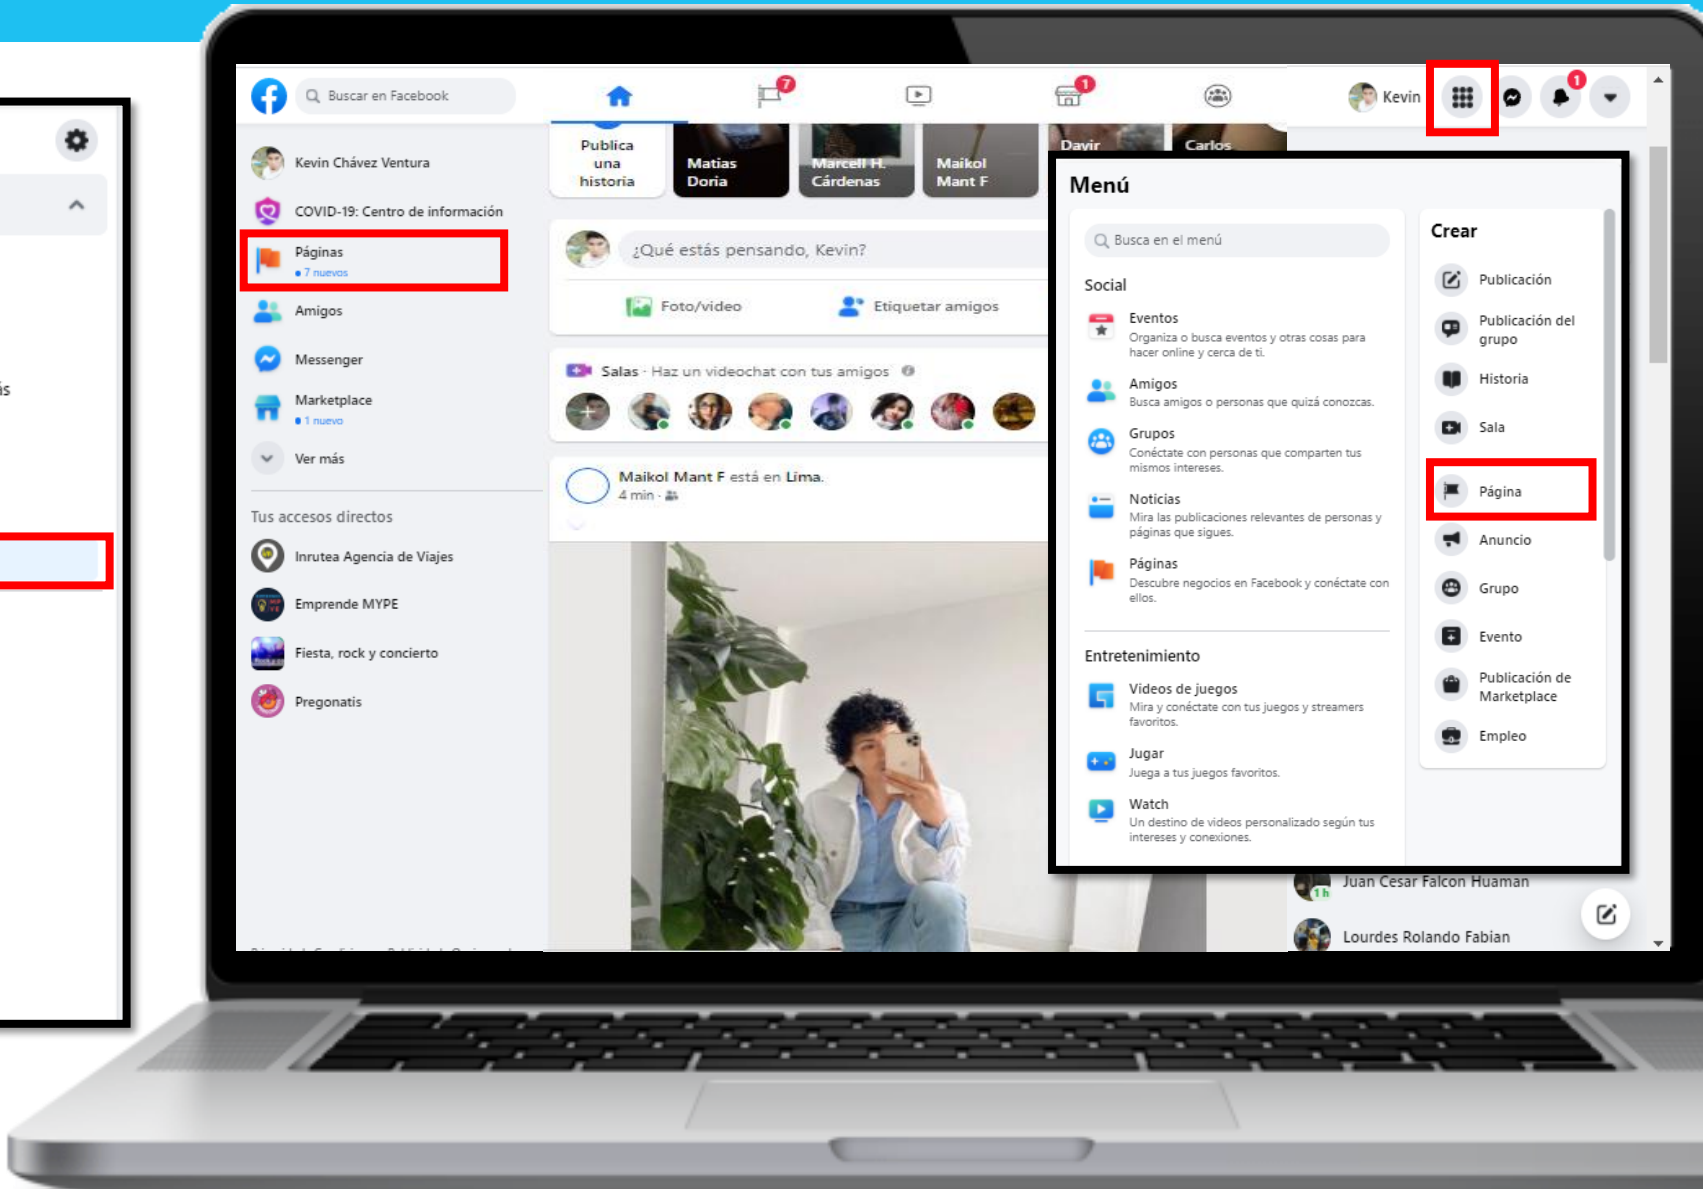 ís
Buscar en Facebook
7
1
Kevin
1
Kevin Chávez Ventura
COVID-19: Centro de información
Páginas
7 nuevos
Amigos
Messenger
Marketplace
1 nuevo
Ver más
Tus accesos directos
Inrutea Agencia de Viajes
Emprende MYPE
Fiesta, rock y concierto
Pregonatis
Publica
una
historia
Matias
Doria
Marcell H.
Cárdenas
Maikol
Mant F
Davir
Carlos
¿Qué estás pensando, Kevin?
Foto/video
Etiquetar amigos
Salas · Haz un videochat con tus amigos
Maikol Mant F está en Lima.
4 min ·
Menú
Busca en el menú
Social
Eventos
Organiza o busca eventos y otras cosas para
hacer online y cerca de ti.
Amigos
Busca amigos o personas que quizá conozcas.
Grupos
Conéctate con personas que comparten tus
mismos intereses.
Noticias
Mira las publicaciones relevantes de personas y
páginas que sigues.
Páginas
Descubre negocios en Facebook y conéctate con
ellos.
Entretenimiento
Videos de juegos
Mira y conéctate con tus juegos y streamers
favoritos.
Jugar
Juega a tus juegos favoritos.
Watch
Un destino de videos personalizado según tus
intereses y conexiones.
Crear
Publicación
Publicación del
grupo
Historia
Sala
Página
Anuncio
Grupo
Evento
Publicación de
Marketplace
Empleo
1 h
Juan Cesar Falcon Huaman
Lourdes Rolando Fabian